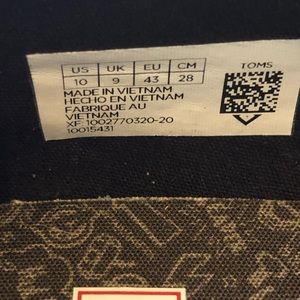 US UK EU CM TOMS
10 9 43 28
MADE IN VIETNAM
HECHO EN VIETNAM
FABRIQUE AU
VIETNAM
XF: 1002770320-20
10015431